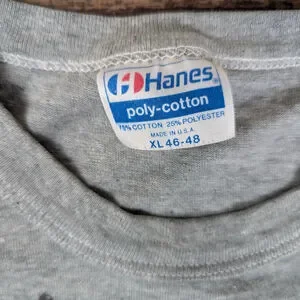 Hanes
poly-cotton
75% COTTON 25% POLYESTER
MADE IN U.S.A.
XL 46-48